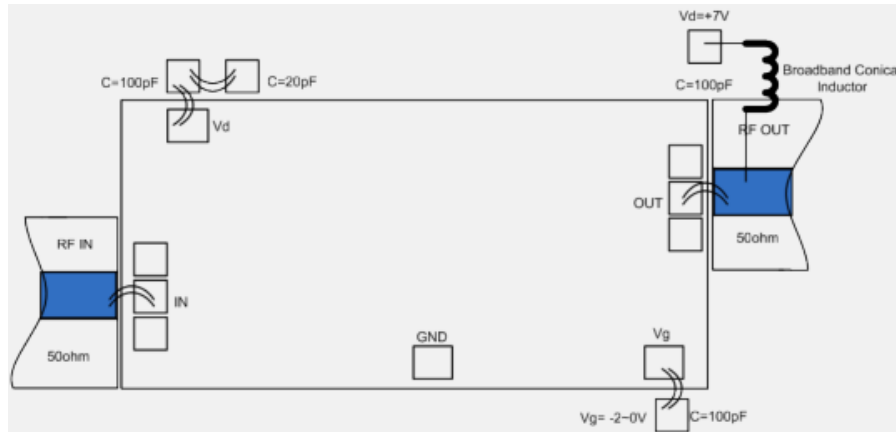 Vd=+7V
C=100pF
C=20pF
C=100pF
Broadband Conical
Inductor
Vd
RF OUT
OUT
50ohm
RF IN
IN
50ohm
GND
Vg
Vg= -2~0V
C=100pF